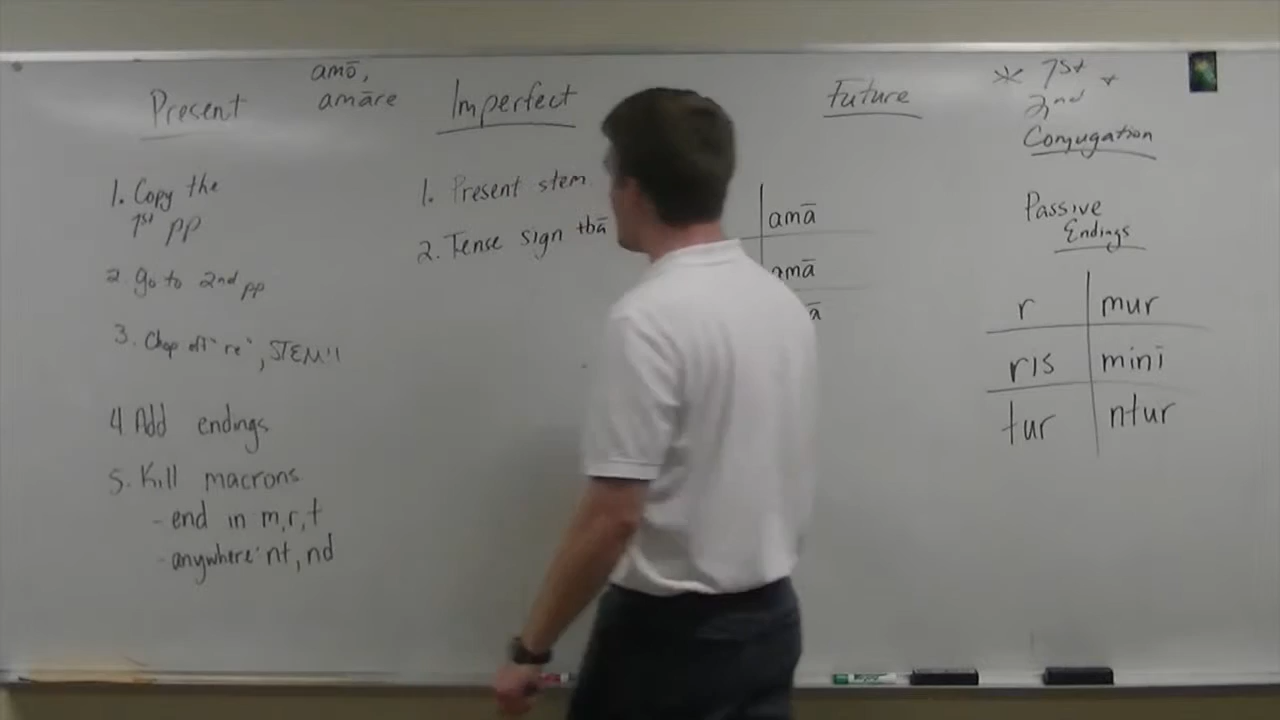 Present
amō,
amāre
1. Copy the
1st pp
2. Go to 2nd pp
3. Chop off "re", STEM!!
4 Add endings
5. Kill macrons
- end in m, r, t
- anywhere: nt, nd
Imperfect
1. Present stem
2. Tense sign +bā
amā
amā
ā
Future
* 1st +
2nd
Conjugation
Passive
Endings
r mur
ris minī
tur ntur